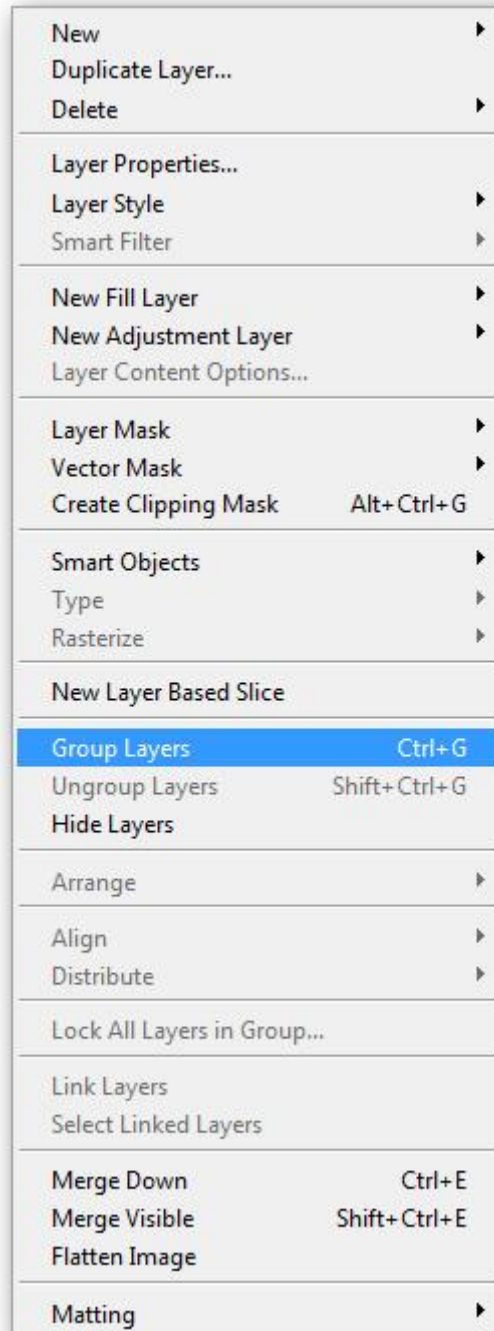 New
Duplicate Layer...
Delete
Layer Properties...
Layer Style
Smart Filter
New Fill Layer
New Adjustment Layer
Layer Content Options...
Layer Mask
Vector Mask
Create Clipping Mask Alt+Ctrl+G
Smart Objects
Type
Rasterize
New Layer Based Slice
Group Layers Ctrl+G
Ungroup Layers Shift+Ctrl+G
Hide Layers
Arrange
Align
Distribute
Lock All Layers in Group...
Link Layers
Select Linked Layers
Merge Down Ctrl+E
Merge Visible Shift+Ctrl+E
Flatten Image
Matting